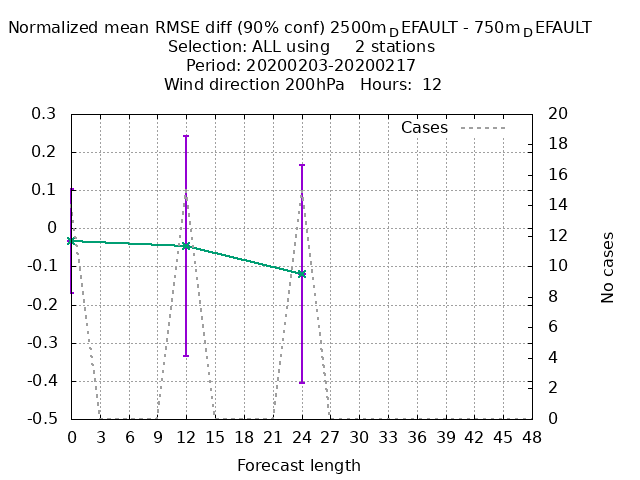 Normalized mean RMSE diff (90% conf) 2500m_DEFAULT - 750m_DEFAULT
Selection: ALL using 2 stations
Period: 20200203-20200217
Wind direction 200hPa Hours: 12
Cases
0.3
0.2
0.1
0
-0.1
-0.2
-0.3
-0.4
-0.5
20
18
16
14
12
10
8
6
4
2
0
No cases
0 3 6 9 12 15 18 21 24 27 30 33 36 39 42 45 48
Forecast length